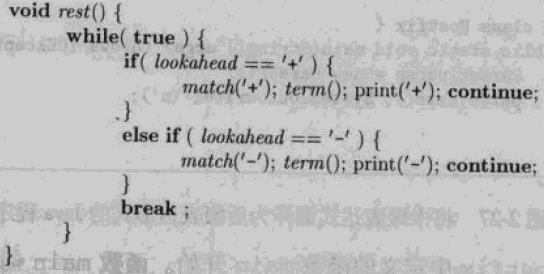 void rest() {
while( true ) {
if( lookahead == '+' ) {
match('+'); term(); print('+'); continue;
}
else if ( lookahead == '-' ) {
match('-'); term(); print('-'); continue;
}
break ;
}
}